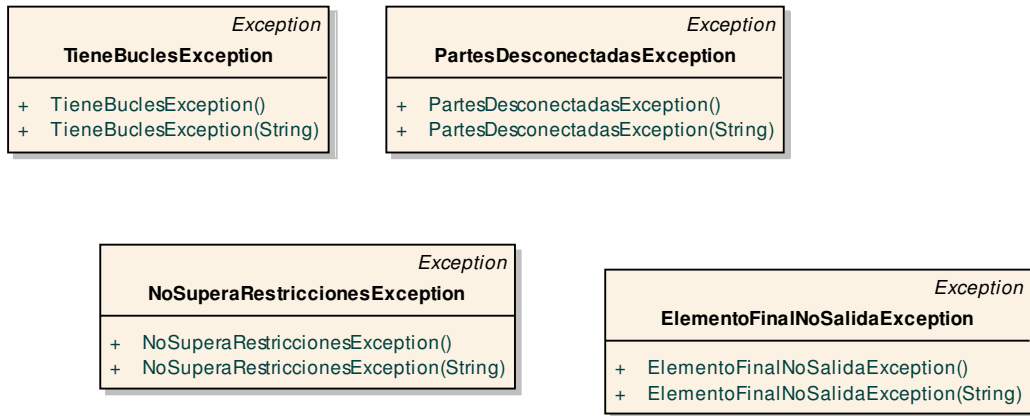 Exception
TieneBuclesException
+ TieneBuclesException()
+ TieneBuclesException(String)
Exception
PartesDesconectadasException
+ PartesDesconectadasException()
+ PartesDesconectadasException(String)
Exception
NoSuperaRestriccionesException
+ NoSuperaRestriccionesException()
+ NoSuperaRestriccionesException(String)
Exception
ElementoFinalNoSalidaException
+ ElementoFinalNoSalidaException()
+ ElementoFinalNoSalidaException(String)